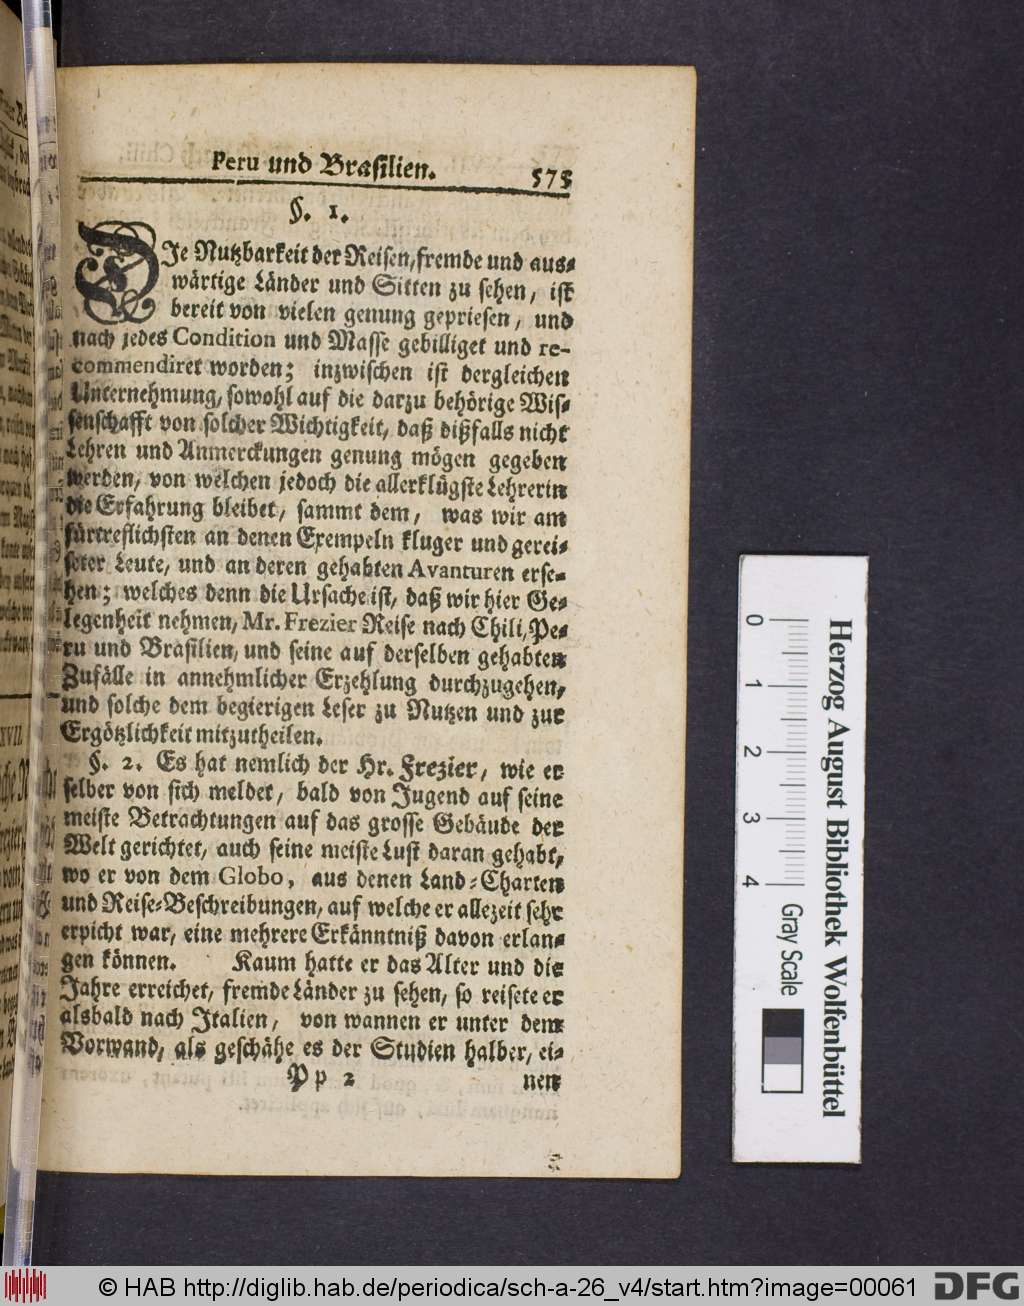 Peru und Brasilien. 575
§. 1.
DIe Nutzbarkeit der Reisen, fremde und aus-
wärtige Länder und Sitten zu sehen, ist
bereit von vielen genung gepriesen, und
nach jedes Condition und Masse gebilliget und re-
commendiret worden; inzwischen ist dergleichen
Unternehmung, sowohl auf die darzu behörige Wis-
senschafft von solcher Wichtigkeit, daß dißfalls nicht
Lehren und Anmerckungen genung mögen gegeben
werden, von welchen jedoch die allerklügste Lehrerin
die Erfahrung bleibet, sammt dem, was wir am
fürtreflichsten an denen Exempeln kluger und gerei-
seter Leute, und an deren gehabten Avanturen erse-
hen; welches denn die Ursache ist, daß wir hier Ge-
legenheit nehmen, Mr. Frezier Reise nach Chili, Pe-
ru und Brasilien, und seine auf derselben gehabten
Zufälle in annehmlicher Erzehlung durchzugehen,
und solche dem begierigen Leser zu Nutzen und zur
Ergötzlichkeit mitzutheilen.
§. 2. Es hat nemlich der Hr. Frezier, wie er
selber von sich meldet, bald von Jugend auf seine
meiste Betrachtungen auf das grosse Gebäude der
Welt gerichtet, auch seine meiste Lust daran gehabt,
wo er von dem Globo, aus denen Land-Charten
und Reise-Beschreibungen, auf welche er allezeit sehr
erpicht war, eine mehrere Erkänntniß davon erlan-
gen können. Kaum hatte er das Alter und die
Jahre erreichet, fremde Länder zu sehen, so reisete er
alsbald nach Italien, von wannen er unter dem
Vorwand, als geschähe es der Studien halber, ei-
Pp 2 nen
Herzog August Bibliothek Wolfenbüttel
0 1 2 3 4 Gray Scale
© HAB http://diglib.hab.de/periodica/sch-a-26_v4/start.htm?image=00061 DFG